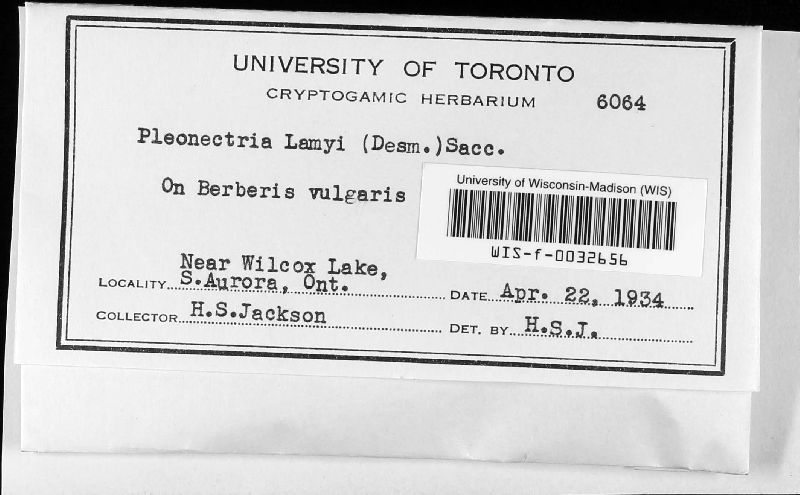 UNIVERSITY OF TORONTO
CRYPTOGAMIC HERBARIUM 6064
Pleonectria Lamyi (Desm.)Sacc.
On Berberis vulgaris
University of Wisconsin-Madison (WIS)
WIS-f-0032656
Near Wilcox Lake,
LOCALITY S.Aurora, Ont. DATE Apr. 22, 1934
COLLECTOR H.S.Jackson DET. BY H.S.J.